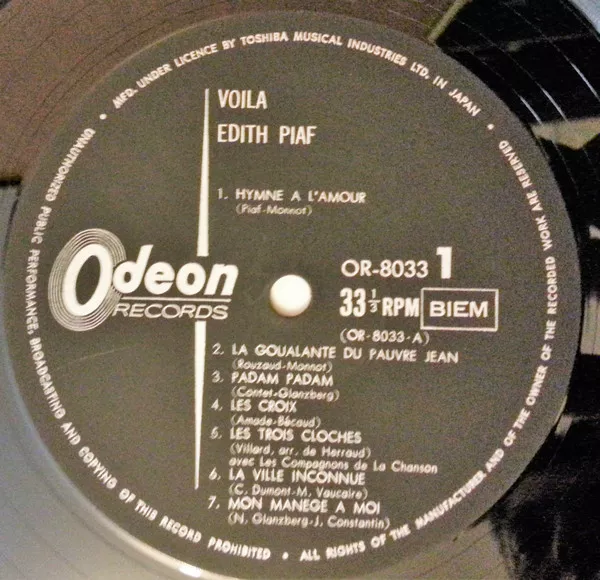 • MFD. UNDER LICENCE BY TOSHIBA MUSICAL INDUSTRIES LTD. IN JAPAN •
VOILA
EDITH PIAF
1. HYMNE A L'AMOUR
(Piaf-Monnot)
Odeon
RECORDS
OR-8033 1
33 1/3 RPM BIEM
(OR-8033-A)
2. LA GOUALANTE DU PAUVRE JEAN
(Rouzaud-Monnot)
3. PADAM PADAM
(Contet-Glanzberg)
4. LES CROIX
(Amade-Bécaud)
5. LES TROIS CLOCHES
(Villard, arr. de Herraud)
avec Les Compagnons de La Chanson
6. LA VILLE INCONNUE
(C. Dumont-M. Vaucaire)
7. MON MANEGE A MOI
(N. Glanzberg-J. Constantin)
UNAUTHORIZED PUBLIC PERFORMANCE, BROADCASTING AND COPYING OF THIS RECORD PROHIBITED • ALL RIGHTS OF THE MANUFACTURER AND OF THE OWNER OF THE RECORDED WORK ARE RESERVED